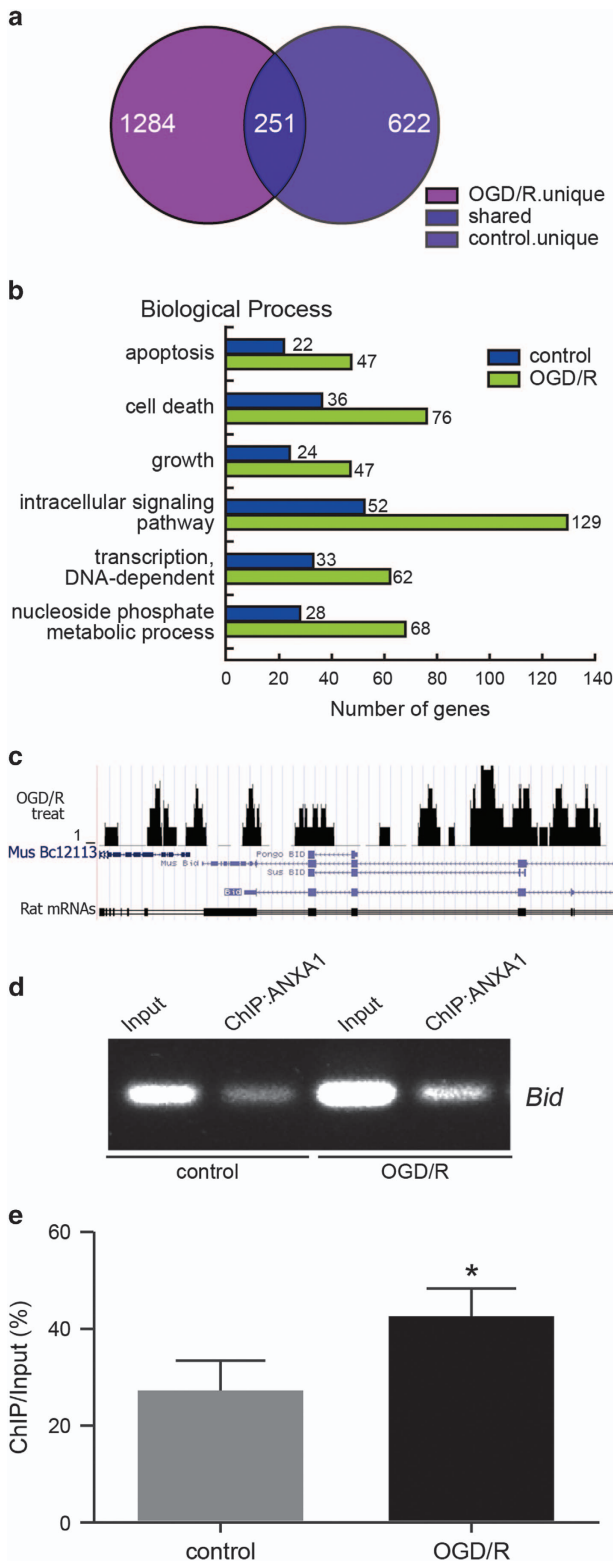 a
1284
251
622
OGD/R.unique
shared
control.unique
b
Biological Process
control
OGD/R
apoptosis
22
47
cell death
36
76
growth
24
47
intracellular signaling
pathway
52
129
transcription,
DNA-dependent
33
62
nucleoside phosphate
metabolic process
28
68
0 20 40 60 80 100 120 140
Number of genes
c
OGD/R
treat
1
Mus Bc12113
Mus Bid
Pongo BID
Sus BID
Bid
Rat mRNAs
d
Input
ChIP:ANXA1
Input
ChIP:ANXA1
Bid
control
OGD/R
e
ChIP/Input (%)
60
40
20
0
*
control
OGD/R